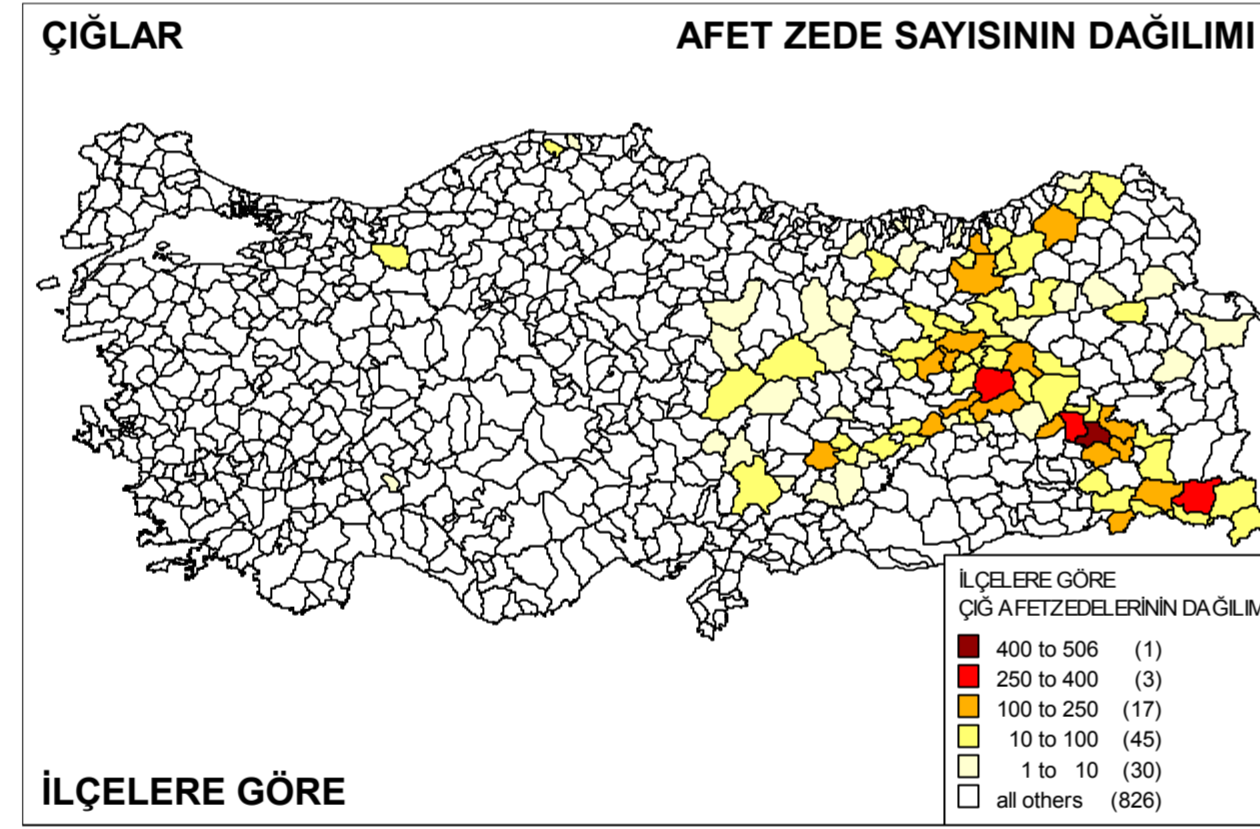 ÇIĞLAR
AFET ZEDE SAYISININ DAĞILIMI
İLÇELERE GÖRE
ÇIĞ AFETZEDELERİNİN DAĞILIM
400 to 506 (1)
250 to 400 (3)
100 to 250 (17)
10 to 100 (45)
1 to 10 (30)
all others (826)
İLÇELERE GÖRE